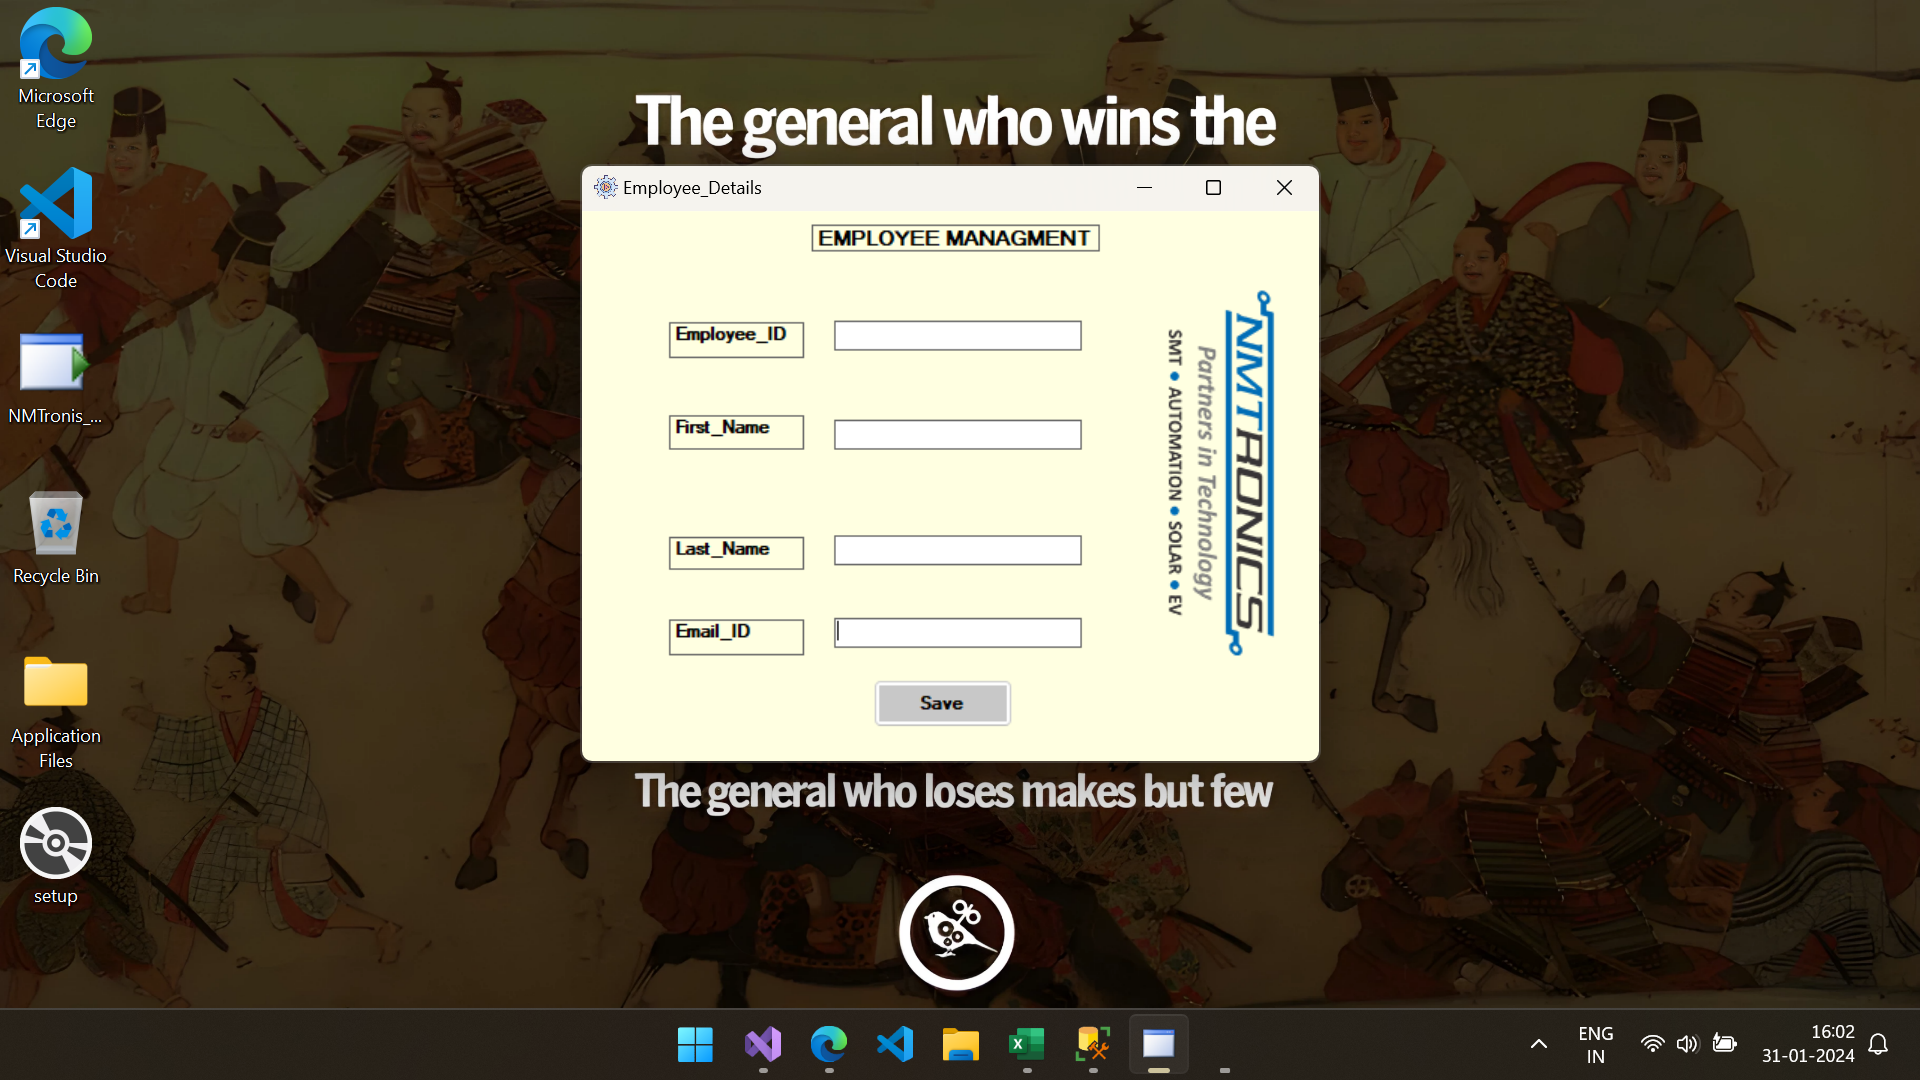 Microsoft
Edge
Visual Studio
Code
NMTronis_...
Recycle Bin
Application
Files
setup
The general who wins the
Employee_Details
EMPLOYEE MANAGMENT
Employee_ID
First_Name
Last_Name
Email_ID
Save
NMTRONICS
Partners in Technology
SMT • AUTOMATION • SOLAR • EV
The general who loses makes but few
ENG
IN
16:02
31-01-2024